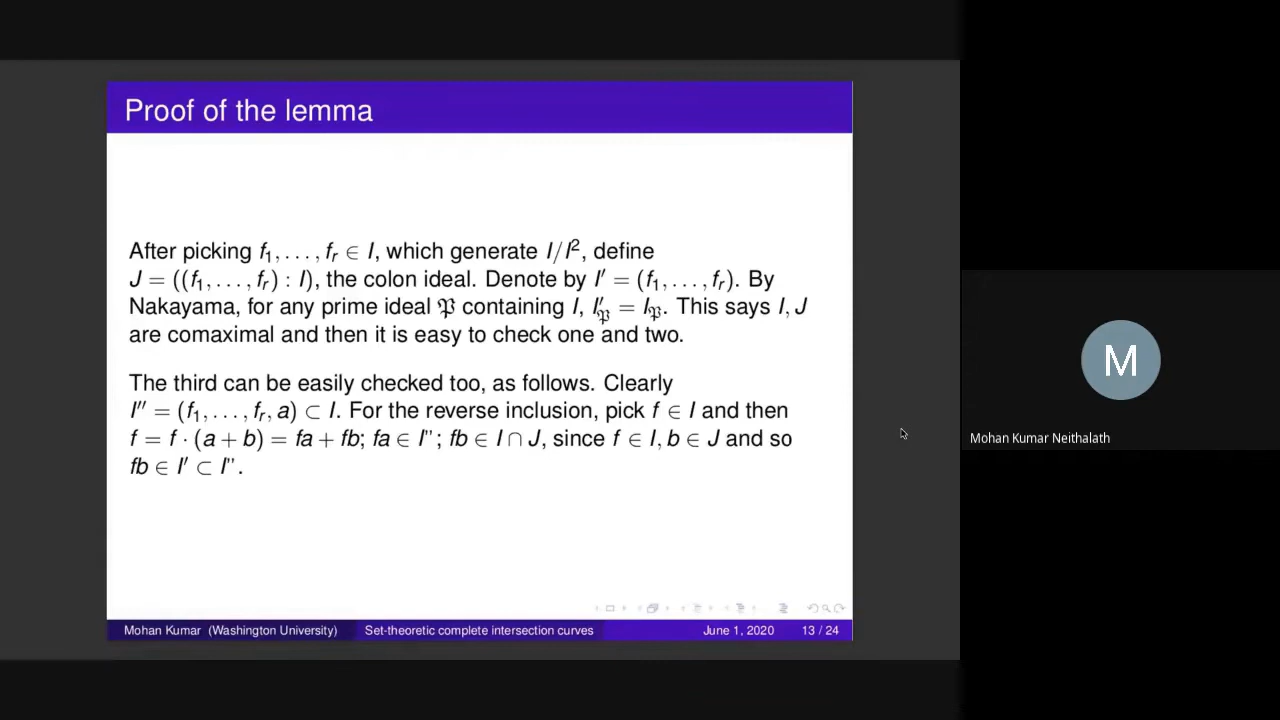 Proof of the lemma
After picking f₁, . . . , fᵣ ∈ I, which generate I/I², define
J = ((f₁, . . . , fᵣ) : I), the colon ideal. Denote by I′ = (f₁, . . . , fᵣ). By
Nakayama, for any prime ideal 𝔓 containing I, I′_𝔓 = I_𝔓. This says I, J
are comaximal and then it is easy to check one and two.
The third can be easily checked too, as follows. Clearly
I″ = (f₁, . . . , fᵣ, a) ⊂ I. For the reverse inclusion, pick f ∈ I and then
f = f · (a + b) = fa + fb; fa ∈ I”; fb ∈ I ∩ J, since f ∈ I, b ∈ J and so
fb ∈ I′ ⊂ I”.
Mohan Kumar (Washington University) Set-theoretic complete intersection curves June 1, 2020 13 / 24
M
Mohan Kumar Neithalath